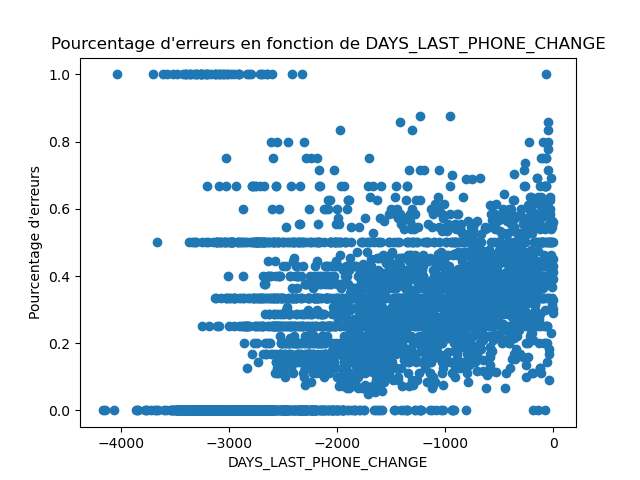 Pourcentage d'erreurs en fonction de DAYS_LAST_PHONE_CHANGE
1.0
0.8
0.6
0.4
0.2
0.0
Pourcentage d'erreurs
−4000 −3000 −2000 −1000 0
DAYS_LAST_PHONE_CHANGE